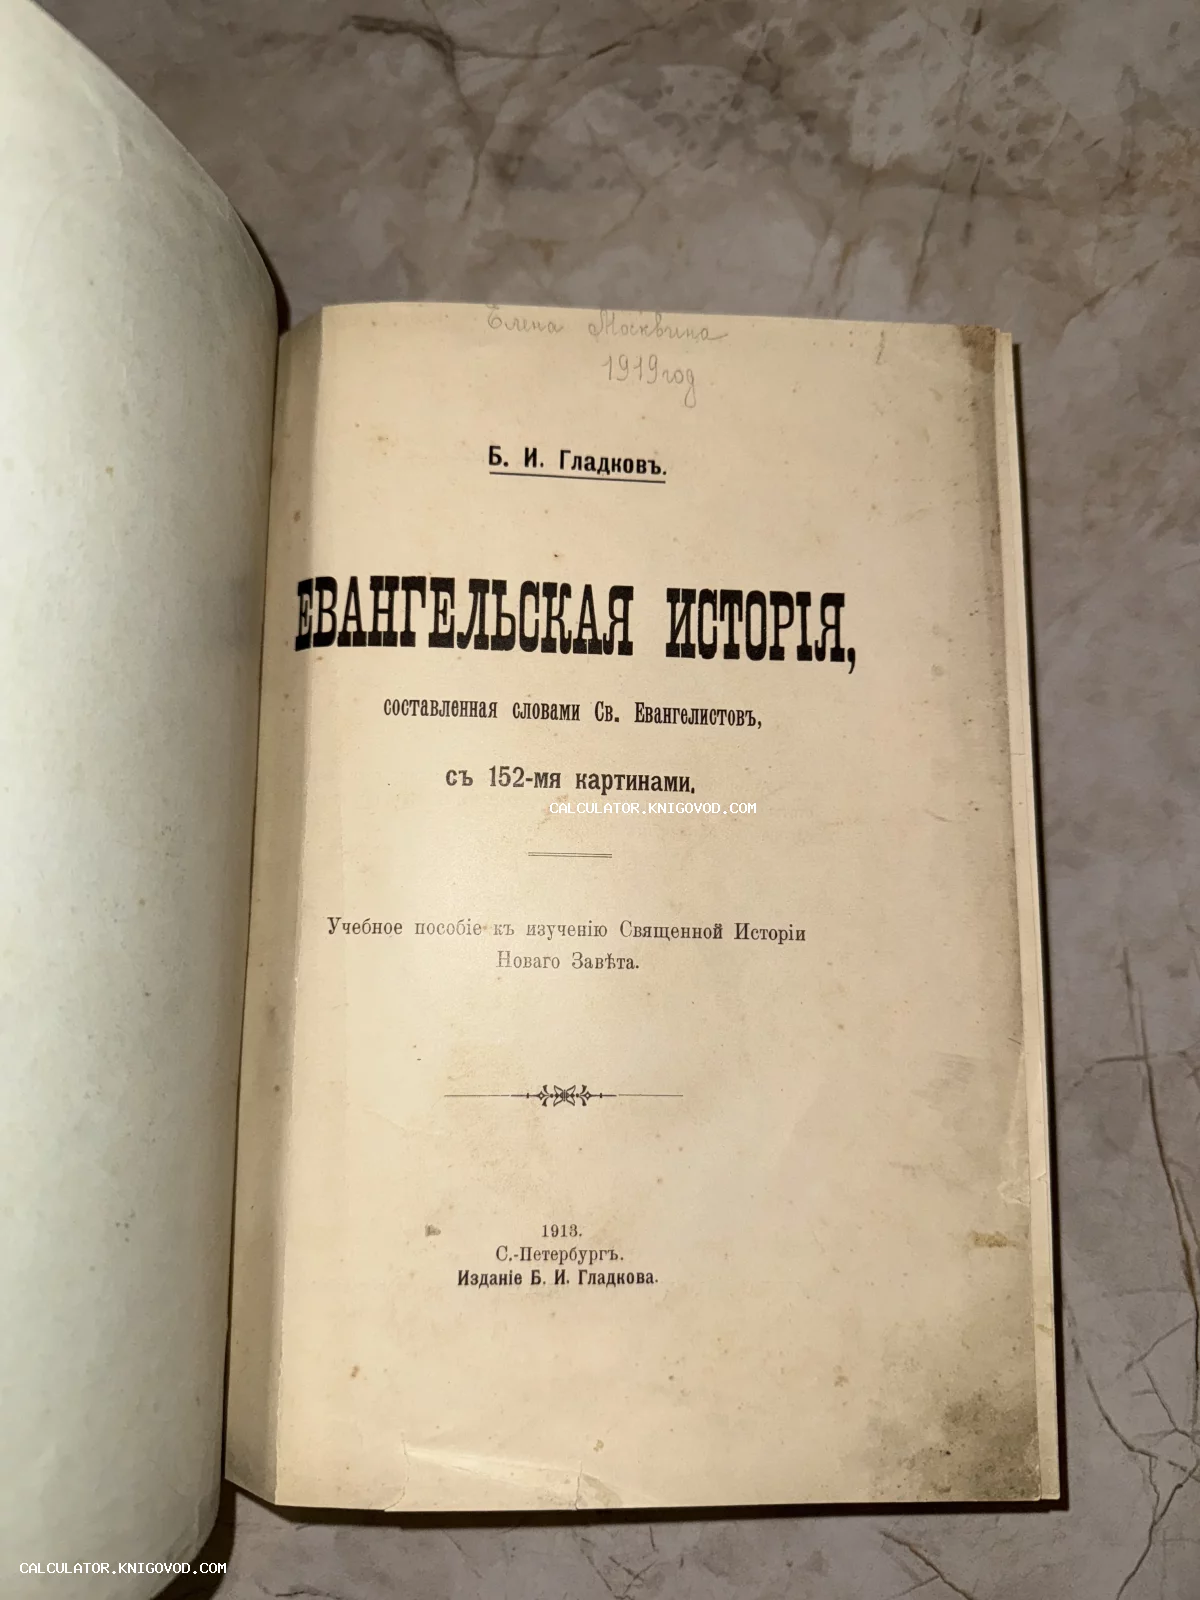 Елена Москвина
1919 год
Б. И. Гладковъ.
ЕВАНГЕЛЬСКАЯ ИСТОРІЯ,
составленная словами Св. Евангелистовъ,
съ 152-мя картинами.
CALCULATOR.KNIGOVOD.COM
Учебное пособіе къ изученію Священной Исторіи
Новаго Завѣта.
1913.
С.-Петербургъ.
Изданіе Б. И. Гладкова.
CALCULATOR.KNIGOVOD.COM